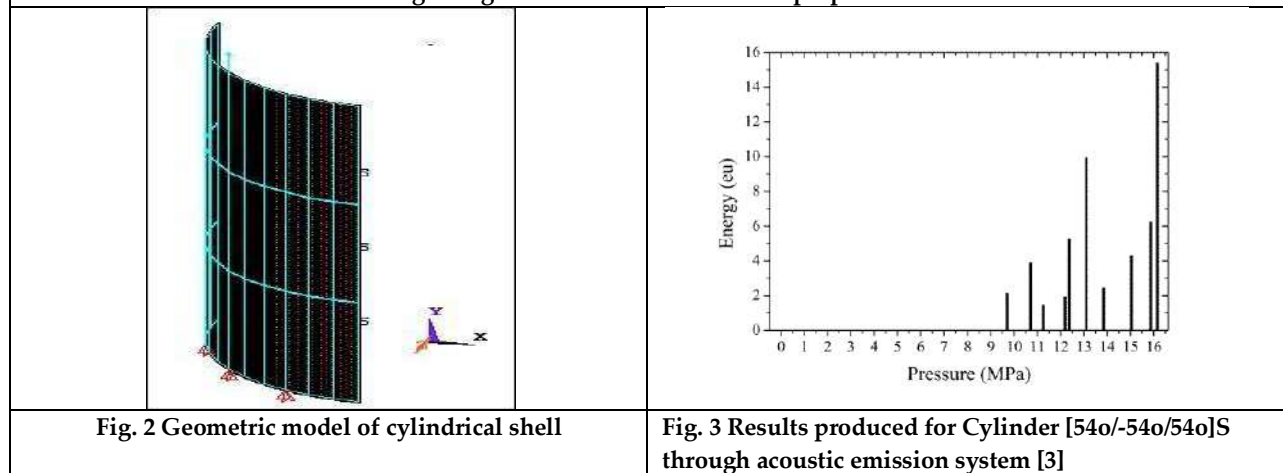 Y
X
16
14
12
10
8
6
4
2
0
Energy (eu)
0 1 2 3 4 5 6 7 8 9 10 11 12 13 14 15 16
Pressure (MPa)
Fig. 2 Geometric model of cylindrical shell
Fig. 3 Results produced for Cylinder [54o/-54o/54o]S
through acoustic emission system [3]